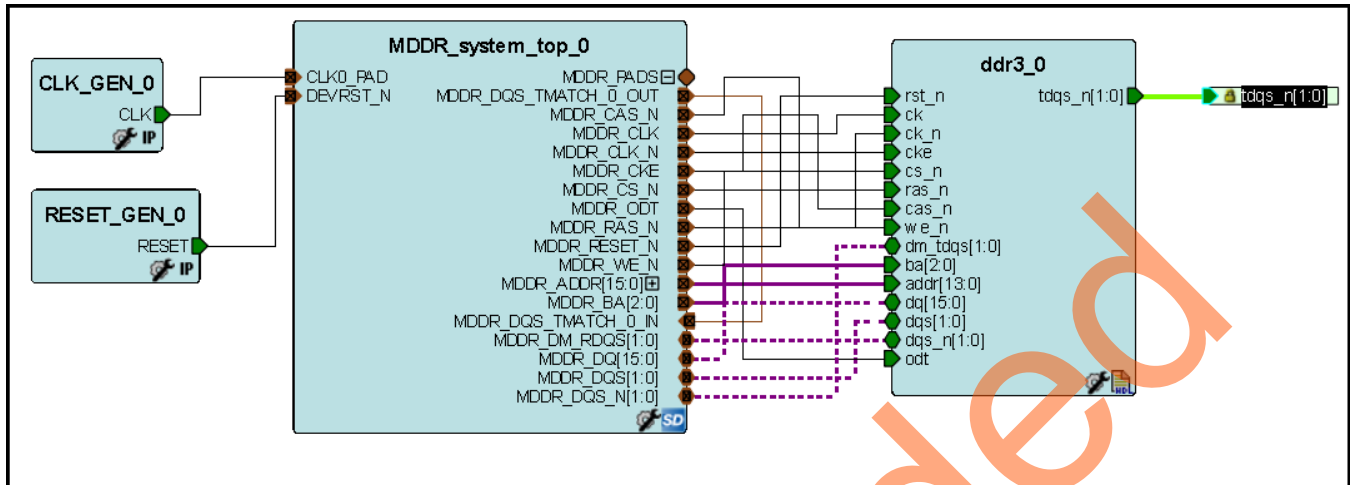 MDDR_system_top_0
CLK_GEN_0
CLK
IP
RESET_GEN_0
RESET
IP
CLK0_PAD
DEVRST_N
MDDR_PADS
MDDR_DQS_TMATCH_0_OUT
MDDR_CAS_N
MDDR_CLK
MDDR_CLK_N
MDDR_CKE
MDDR_CS_N
MDDR_ODT
MDDR_RAS_N
MDDR_RESET_N
MDDR_WE_N
MDDR_ADDR[15:0]
MDDR_BA[2:0]
MDDR_DQS_TMATCH_0_IN
MDDR_DM_RDQS[1:0]
MDDR_DQ[15:0]
MDDR_DQS[1:0]
MDDR_DQS_N[1:0]
SD
ddr3_0
rst_n
ck
ck_n
cke
cs_n
ras_n
cas_n
we_n
dm_tdqs[1:0]
ba[2:0]
addr[13:0]
dq[15:0]
dqs[1:0]
dqs_n[1:0]
odt
tdqs_n[1:0]
HDL
tdqs_n[1:0]